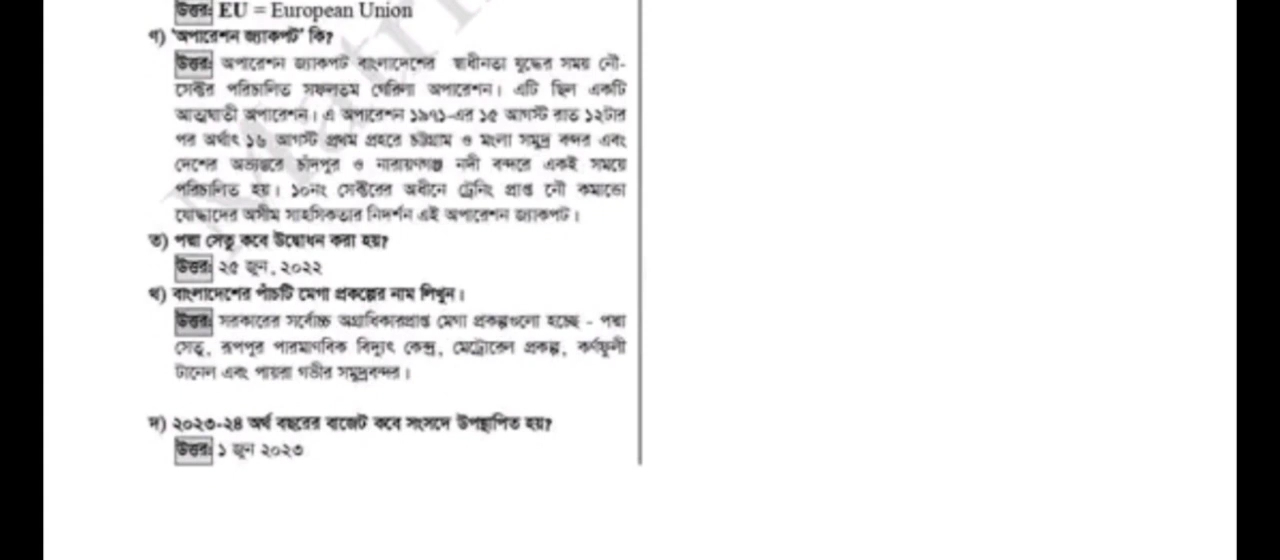 উত্তর: EU = European Union
ণ) 'অপারেশন জ্যাকপট' কি?
উত্তর: অপারেশন জ্যাকপট বাংলাদেশের স্বাধীনতা যুদ্ধের সময় নৌ-
সেক্টর পরিচালিত সফলতম গেরিলা অপারেশন। এটি ছিল একটি
আত্মঘাতী অপারেশন। এ অপারেশন ১৯৭১-এর ১৫ আগস্ট রাত ১২টার
পর অর্থাৎ ১৬ আগস্ট প্রথম প্রহরে চট্টগ্রাম ও মংলা সমুদ্র বন্দর এবং
দেশের অভ্যন্তরে চাঁদপুর ও নারায়ণগঞ্জ নদী বন্দরে একই সময়ে
পরিচালিত হয়। ১০নং সেক্টরের অধীনে ট্রেনিং প্রাপ্ত নৌ কমান্ডো
যোদ্ধাদের অসীম সাহসিকতার নিদর্শন এই অপারেশন জ্যাকপট।
ত) পদ্মা সেতু কবে উদ্বোধন করা হয়?
উত্তর: ২৫ জুন, ২০২২
থ) বাংলাদেশের পাঁচটি মেগা প্রকল্পের নাম লিখুন।
উত্তর: সরকারের সর্বোচ্চ অগ্রাধিকারপ্রাপ্ত মেগা প্রকল্পগুলো হচ্ছে - পদ্মা
সেতু, রূপপুর পারমাণবিক বিদ্যুৎ কেন্দ্র, মেট্রোরেল প্রকল্প, কর্ণফুলী
টানেল এবং পায়রা গভীর সমুদ্রবন্দর।
দ) ২০২৩-২৪ অর্থ বছরের বাজেট কবে সংসদে উপস্থাপিত হয়?
উত্তর: ১ জুন ২০২৩